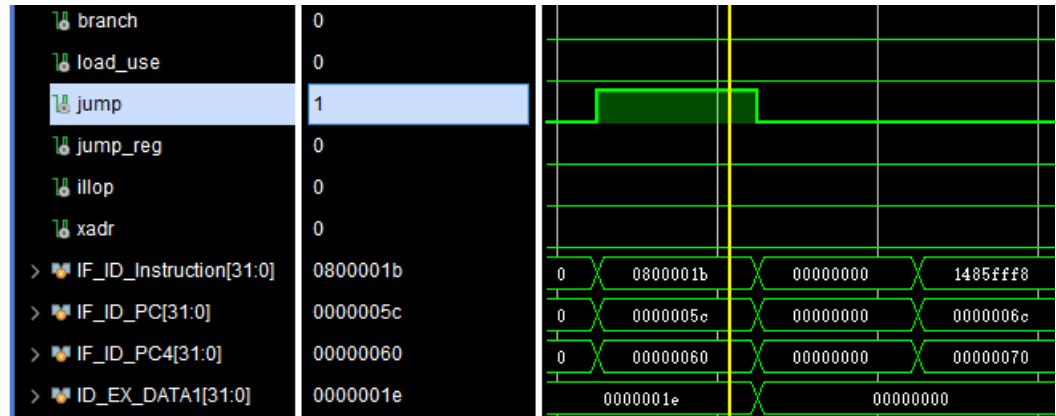 branch 0
load_use 0
jump 1
jump_reg 0
illop 0
xadr 0
IF_ID_Instruction[31:0] 0800001b 0 0800001b 00000000 1485fff8
IF_ID_PC[31:0] 0000005c 0 0000005c 00000000 0000006c
IF_ID_PC4[31:0] 00000060 0 00000060 00000000 00000070
ID_EX_DATA1[31:0] 0000001e 0000001e 00000000